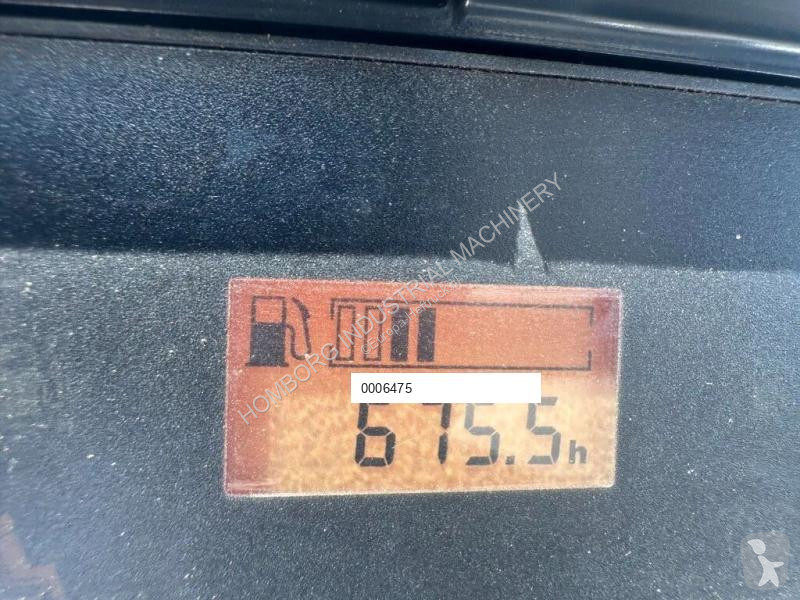 HOMBORG INDUSTRIAL MACHINERY
0006475
675.5h